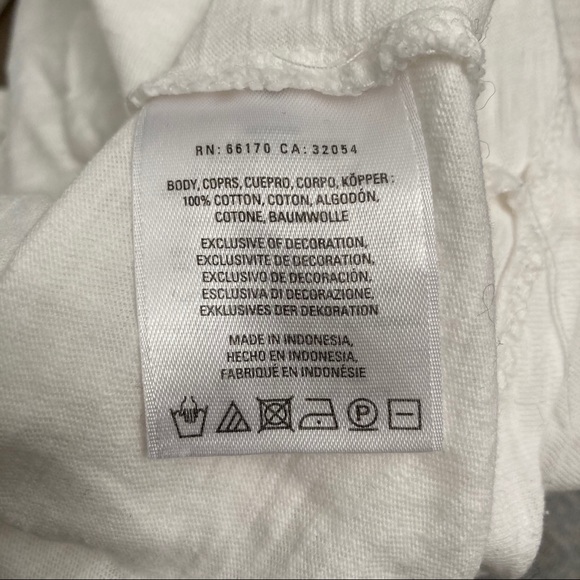 RN: 66170 CA: 32054
BODY, COPRS, CUEPRO, CORPO, KÖPPER:
100% COTTON, COTON, ALGODÓN,
COTONE, BAUMWOLLE
EXCLUSIVE OF DECORATION,
EXCLUSIVITE DE DECORATION,
EXCLUSIVO DE DECORACIÓN,
ESCLUSIVA DI DECORAZIONE,
EXKLUSIVES DER DEKORATION
MADE IN INDONESIA,
HECHO EN INDONESIA,
FABRIQUÉ EN INDONÉSIE
P